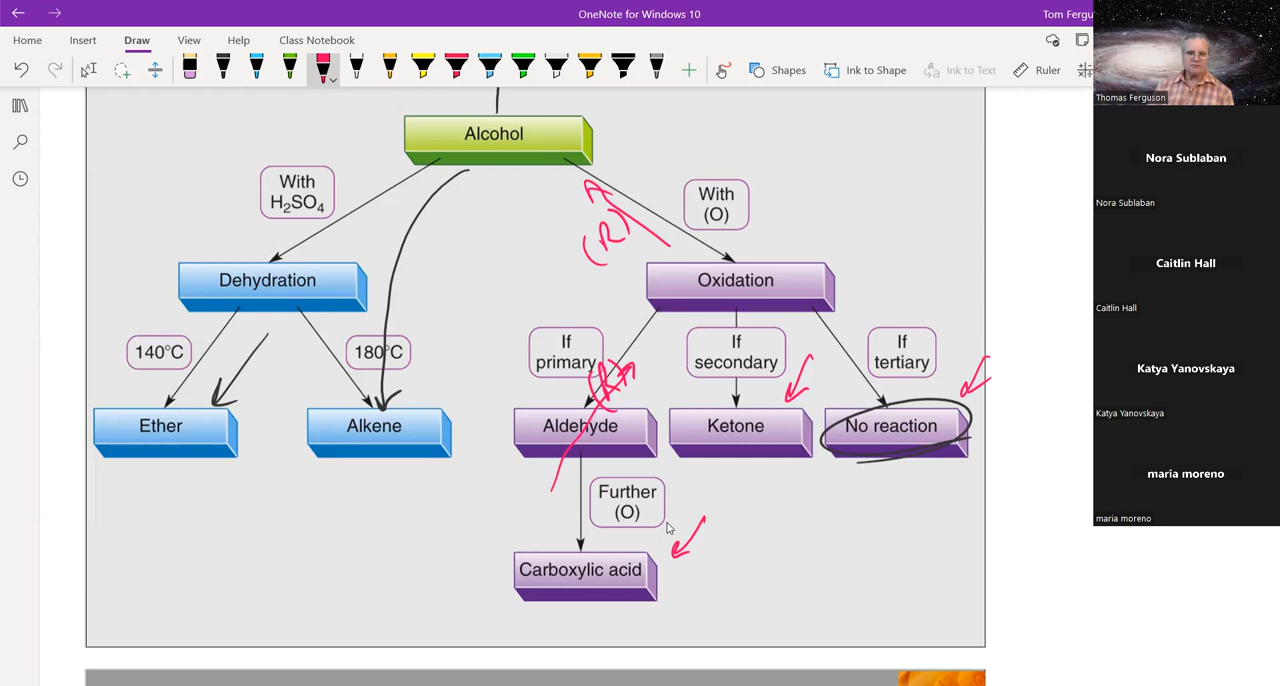 OneNote for Windows 10
Tom Fergu
Home Insert Draw View Help Class Notebook
Shapes Ink to Shape Ink to Text Ruler
Alcohol
With
H₂SO₄
With
(O)
(R)
Dehydration
Oxidation
140°C
180°C
If
primary
If
secondary
If
tertiary
Ether
Alkene
Aldehyde
Ketone
No reaction
Further
(O)
Carboxylic acid
Thomas Ferguson
Nora Sublaban
Nora Sublaban
Caitlin Hall
Caitlin Hall
Katya Yanovskaya
Katya Yanovskaya
maria moreno
maria moreno